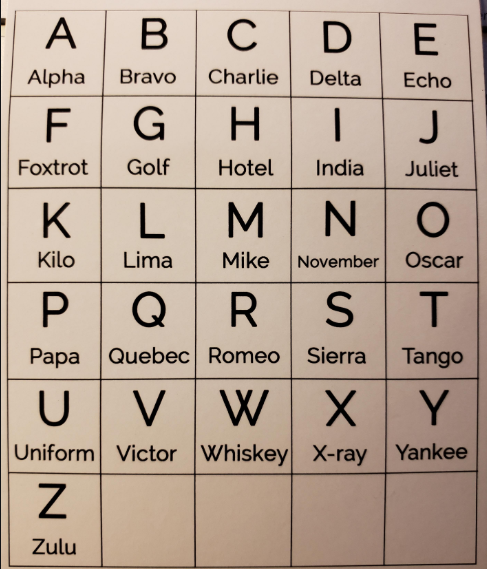 A B C D E
Alpha Bravo Charlie Delta Echo
F G H I J
Foxtrot Golf Hotel India Juliet
K L M N O
Kilo Lima Mike November Oscar
P Q R S T
Papa Quebec Romeo Sierra Tango
U V W X Y
Uniform Victor Whiskey X-ray Yankee
Z
Zulu